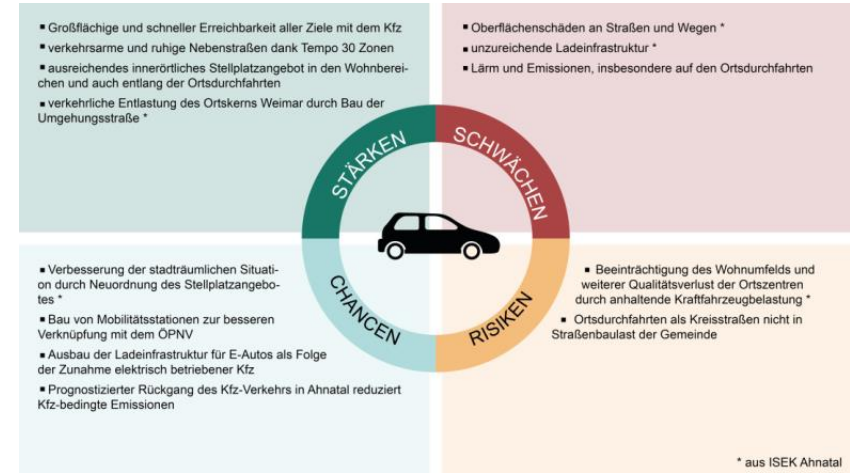 ▪ Großflächige und schneller Erreichbarkeit aller Ziele mit dem Kfz
▪ verkehrsarme und ruhige Nebenstraßen dank Tempo 30 Zonen
▪ ausreichendes innerörtliches Stellplatzangebot in den Wohnberei-
chen und auch entlang der Ortsdurchfahrten
▪ verkehrliche Entlastung des Ortskerns Weimar durch Bau der
Umgehungsstraße *
▪ Oberflächenschäden an Straßen und Wegen *
▪ unzureichende Ladeinfrastruktur *
▪ Lärm und Emissionen, insbesondere auf den Ortsdurchfahrten
STÄRKEN
SCHWÄCHEN
CHANCEN
RISIKEN
▪ Verbesserung der stadträumlichen Situati-
on durch Neuordnung des Stellplatzangebo-
tes *
▪ Bau von Mobilitätsstationen zur besseren
Verknüpfung mit dem ÖPNV
▪ Ausbau der Ladeinfrastruktur für E-Autos als Folge
der Zunahme elektrisch betriebener Kfz
▪ Prognostizierter Rückgang des Kfz-Verkehrs in Ahnatal reduziert
Kfz-bedingte Emissionen
▪ Beeinträchtigung des Wohnumfelds und
weiterer Qualitätsverlust der Ortszentren
durch anhaltende Kraftfahrzeugbelastung *
▪ Ortsdurchfahrten als Kreisstraßen nicht in
Straßenbaulast der Gemeinde
* aus ISEK Ahnatal